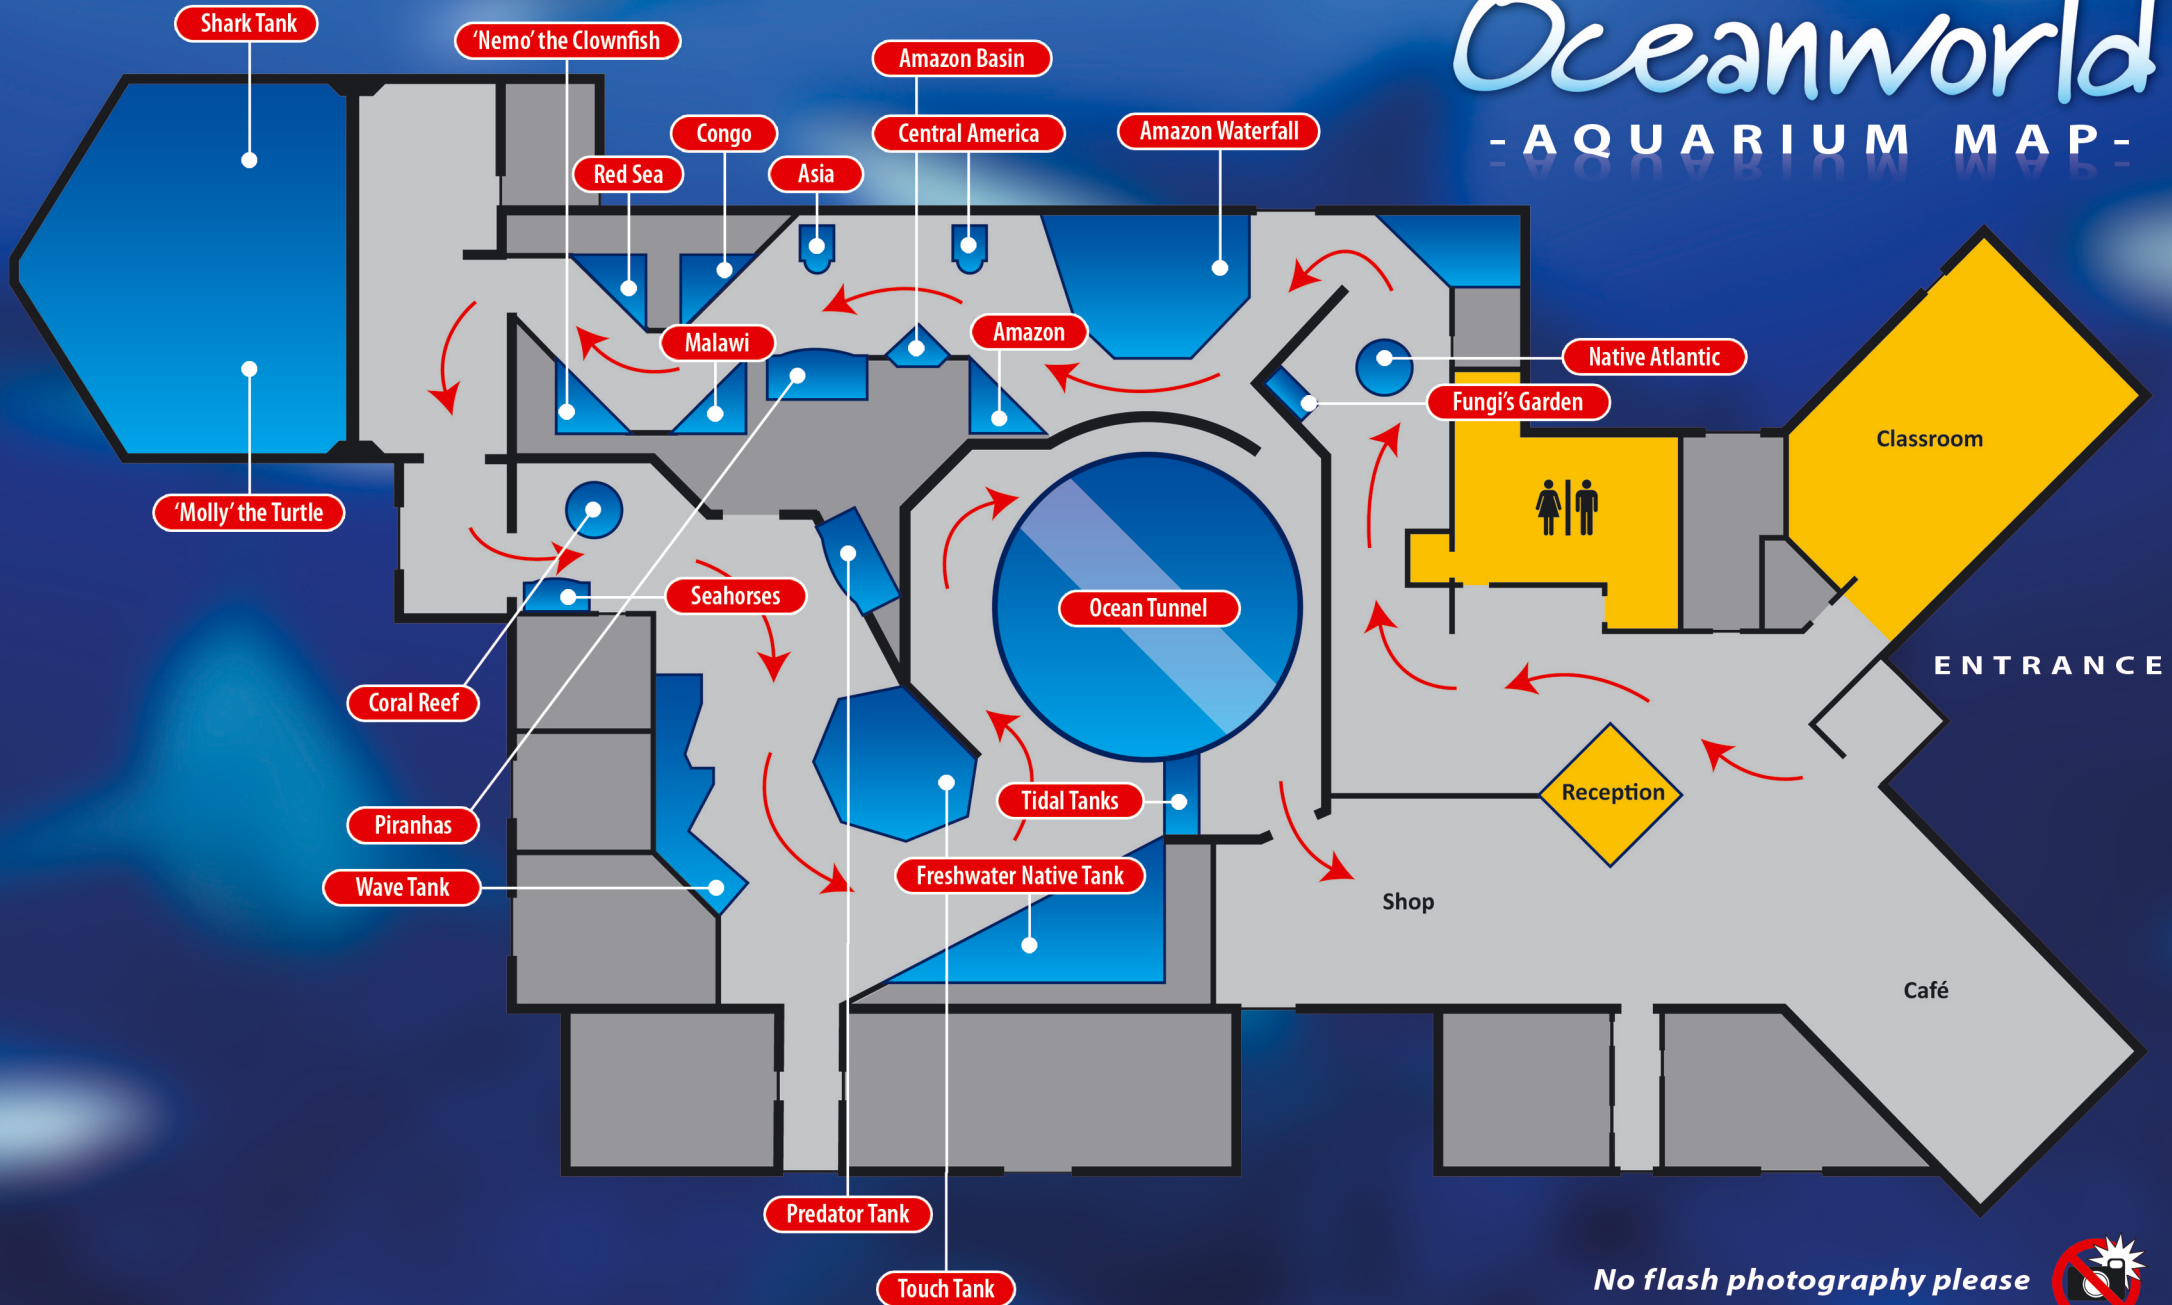 Oceanworld
-AQUARIUM MAP-
Shark Tank
'Nemo' the Clownfish
Amazon Basin
Congo
Central America
Amazon Waterfall
Red Sea
Asia
Malawi
Amazon
Native Atlantic
Fungi's Garden
Classroom
'Molly' the Turtle
Seahorses
Ocean Tunnel
ENTRANCE
Coral Reef
Reception
Tidal Tanks
Piranhas
Wave Tank
Freshwater Native Tank
Shop
Café
Predator Tank
Touch Tank
No flash photography please